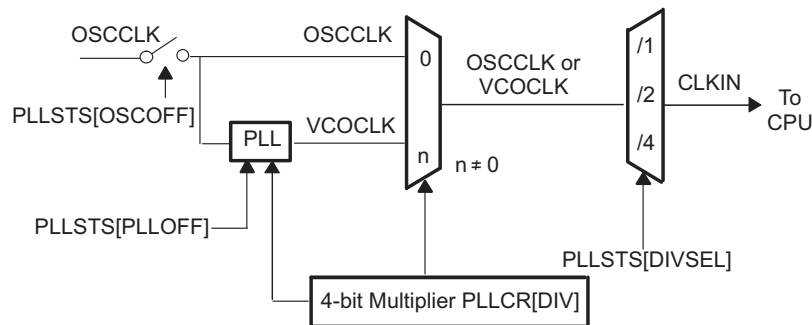 OSCCLK
OSCCLK
0
/1
OSCCLK or
VCOCLK
/2
CLKIN
To
CPU
PLLSTS[OSCOFF]
PLL
VCOCLK
n
n ≠ 0
/4
PLLSTS[PLLOFF]
PLLSTS[DIVSEL]
4-bit Multiplier PLLCR[DIV]